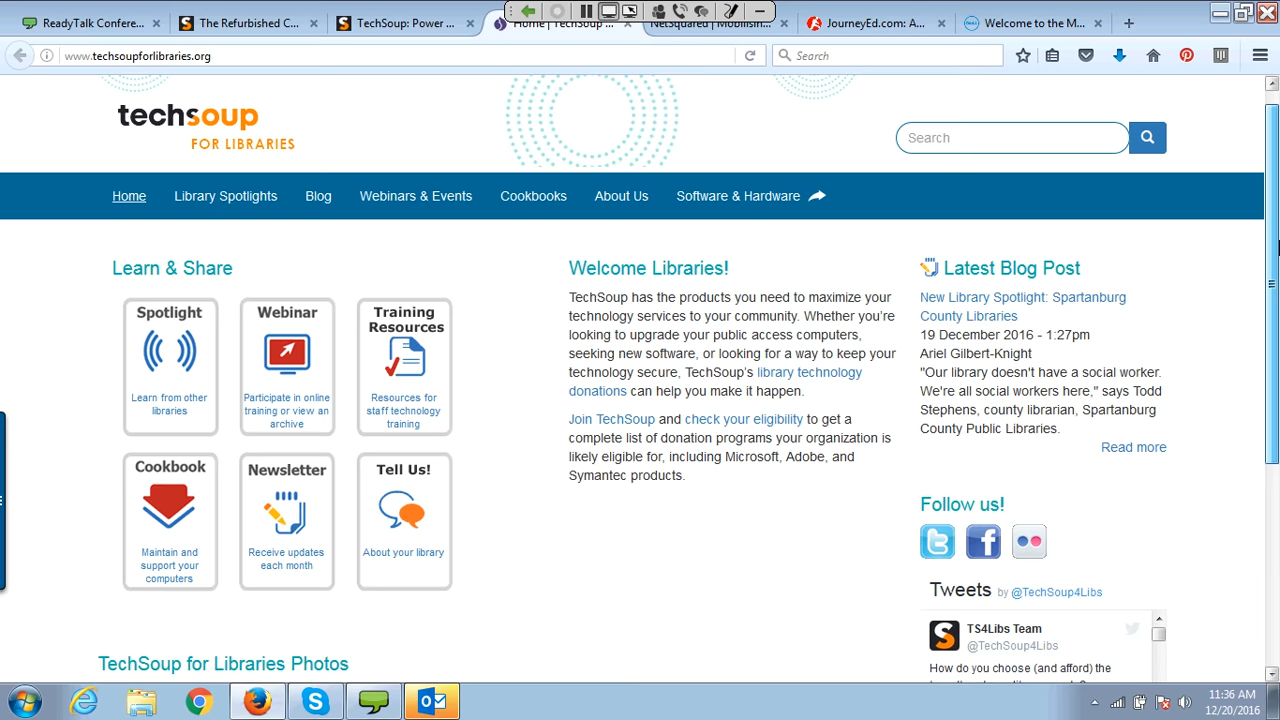 ReadyTalk Confere...
The Refurbished C...
TechSoup: Power ...
Home | TechSoup ...
NetSquared | Mobilisin...
JourneyEd.com: A...
Welcome to the M...
www.techsoupforlibraries.org
Search
techsoup
FOR LIBRARIES
Search
Home
Library Spotlights
Blog
Webinars & Events
Cookbooks
About Us
Software & Hardware
Learn & Share
Spotlight
Learn from other
libraries
Webinar
Participate in online
training or view an
archive
Training
Resources
Resources for
staff technology
training
Cookbook
Maintain and
support your
computers
Newsletter
Receive updates
each month
Tell Us!
About your library
Welcome Libraries!
TechSoup has the products you need to maximize your
technology services to your community. Whether you're
looking to upgrade your public access computers,
seeking new software, or looking for a way to keep your
technology secure, TechSoup's library technology
donations can help you make it happen.
Join TechSoup and check your eligibility to get a
complete list of donation programs your organization is
likely eligible for, including Microsoft, Adobe, and
Symantec products.
Latest Blog Post
New Library Spotlight: Spartanburg
County Libraries
19 December 2016 - 1:27pm
Ariel Gilbert-Knight
"Our library doesn't have a social worker.
We're all social workers here," says Todd
Stephens, county librarian, Spartanburg
County Public Libraries.
Read more
Follow us!
Tweets by @TechSoup4Libs
TS4Libs Team
@TechSoup4Libs
How do you choose (and afford) the
TechSoup for Libraries Photos
11:36 AM
12/20/2016